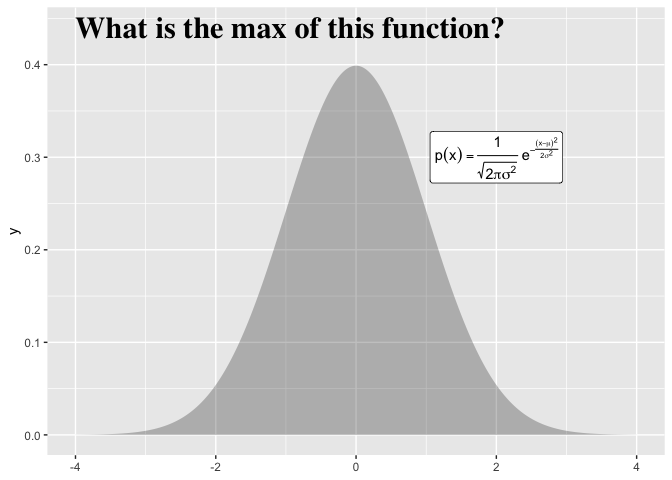 What is the max of this function?
0.4
0.3
0.2
0.1
0.0
y
p(x) = 1/√(2πσ²) e^(−(x−μ)²/(2σ²))
-4 -2 0 2 4